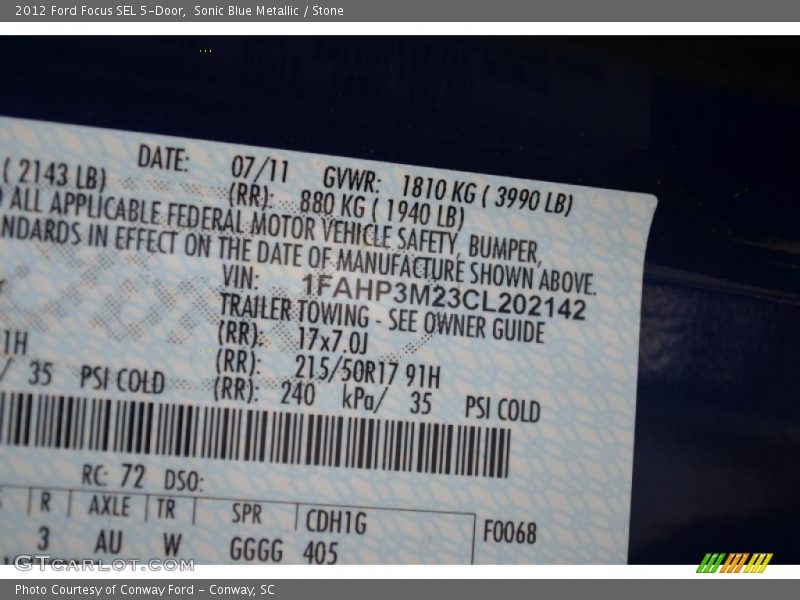 2012 Ford Focus SEL 5-Door, Sonic Blue Metallic / Stone
DATE: 07/11 GVWR: 1810 KG ( 3990 LB)
( 2143 LB) (RR): 880 KG ( 1940 LB)
ALL APPLICABLE FEDERAL MOTOR VEHICLE SAFETY, BUMPER,
NDARDS IN EFFECT ON THE DATE OF MANUFACTURE SHOWN ABOVE.
VIN: 1FAHP3M23CL202142
TRAILER TOWING - SEE OWNER GUIDE
(RR): 17x7.0J
1H (RR): 215/50R17 91H
/ 35 PSI COLD (RR): 240 kPa/ 35 PSI COLD
RC: 72 DSO:
R AXLE TR SPR CDH1G F0068
3 AU W GGGG 405
GTCARLOT.COM
Photo Courtesy of Conway Ford - Conway, SC